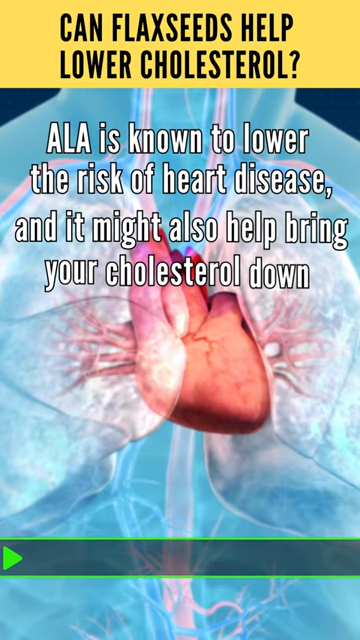 CAN FLAXSEEDS HELP
LOWER CHOLESTEROL?
ALA is known to lower
the risk of heart disease,
and it might also help bring
your cholesterol down